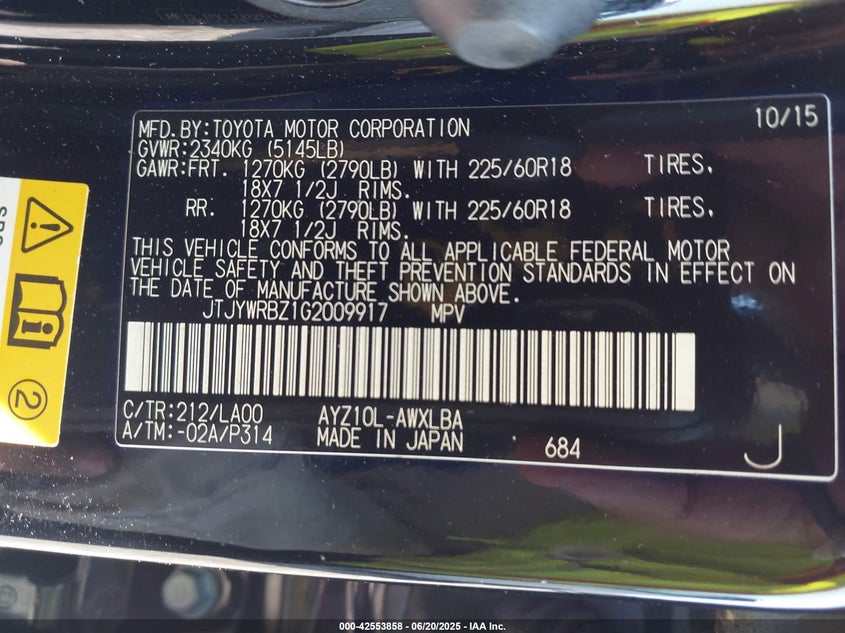 MFD.BY:TOYOTA MOTOR CORPORATION 10/15
GVWR:2340KG (5145LB)
GAWR:FRT. 1270KG (2790LB) WITH 225/60R18 TIRES.
18X7 1/2J RIMS.
RR. 1270KG (2790LB) WITH 225/60R18 TIRES.
18X7 1/2J RIMS.
THIS VEHICLE CONFORMS TO ALL APPLICABLE FEDERAL MOTOR
VEHICLE SAFETY AND THEFT PREVENTION STANDARDS IN EFFECT ON
THE DATE OF MANUFACTURE SHOWN ABOVE.
JTJYWRBZ1G2009917 MPV
C/TR:212/LA00 AYZ10L-AWXLBA
A/TM:-02A/P314 MADE IN JAPAN 684 J
2
000-42553858 - 06/20/2025 - IAA Inc.